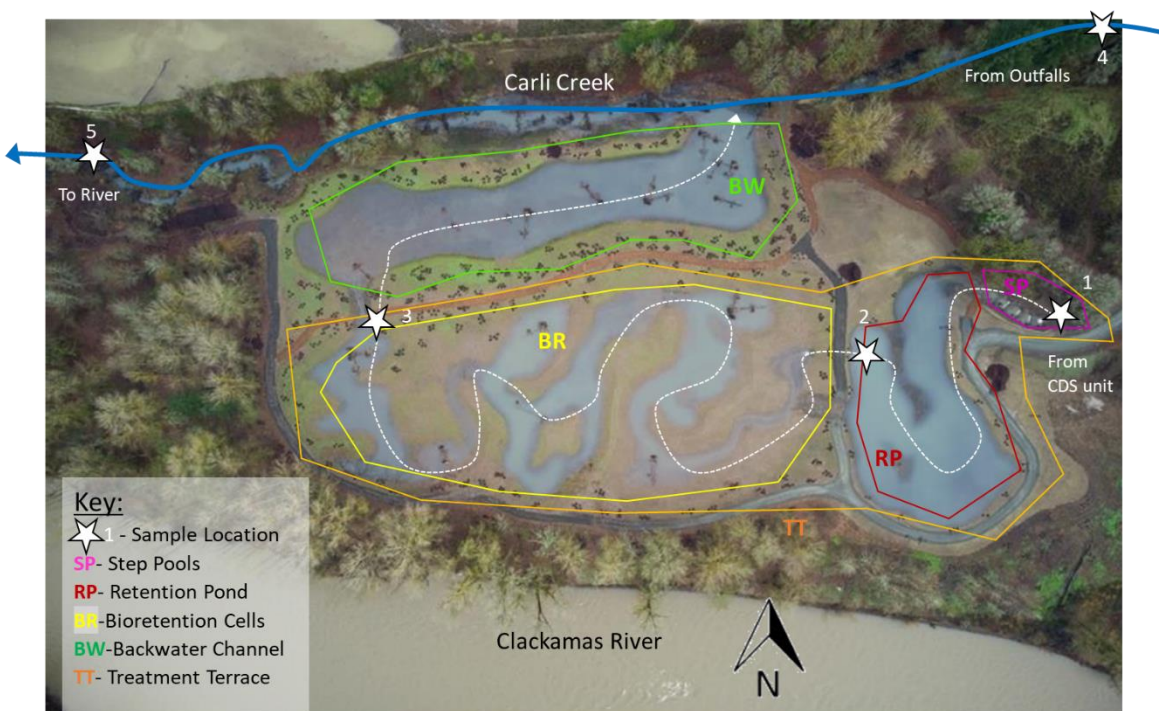 4
From Outfalls
Carli Creek
5
To River
BW
SP
1
3
2
BR
From
CDS unit
RP
TT
Key:
1 - Sample Location
SP- Step Pools
RP- Retention Pond
BR-Bioretention Cells
BW-Backwater Channel
TT- Treatment Terrace
Clackamas River
N